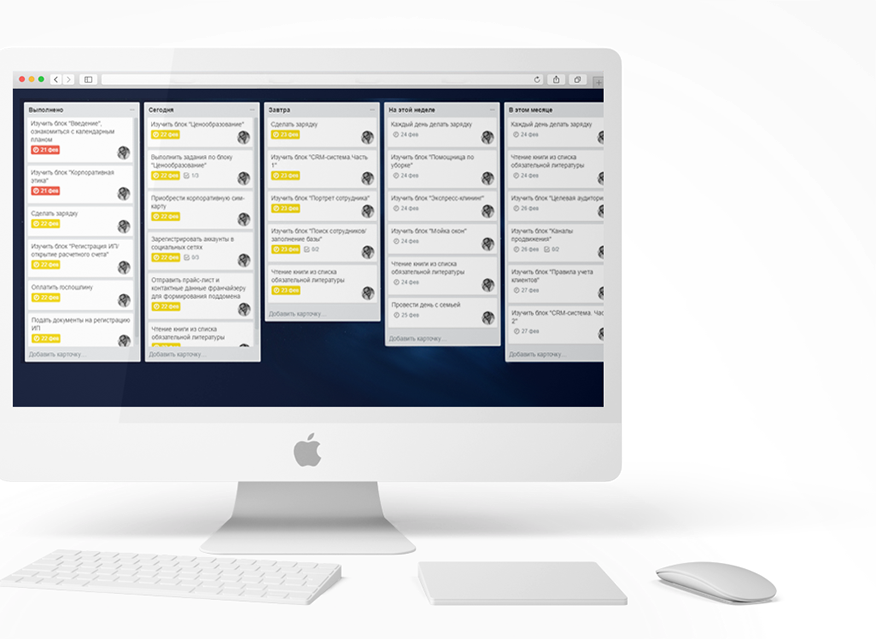 Выполнено
Изучить блок "Введение",
ознакомиться с календарным
планом
21 фев
Изучить блок "Корпоративная
этика"
21 фев
Сделать зарядку
22 фев
Изучить блок "Регистрация ИП/
открытие расчетного счета"
22 фев
Оплатить госпошлину
22 фев
Подать документы на регистрацию
ИП
22 фев
Добавить карточку...
Сегодня
Изучить блок "Ценообразование"
22 фев
Выполнить задания по блоку
"Ценообразование"
22 фев 1/3
Приобрести корпоративную сим-
карту
22 фев
Зарегистрировать аккаунты в
социальных сетях
22 фев 0/3
Отправить прайс-лист и
контактные данные франчайзеру
для формирования поддомена
22 фев
Чтение книги из списка
обязательной литературы
22 фев
Добавить карточку...
Завтра
Сделать зарядку
23 фев
Изучить блок "CRM-система. Часть
1"
23 фев
Изучить блок "Портрет сотрудника"
23 фев
Изучить блок "Поиск сотрудников/
заполнение базы"
23 фев 0/2
Чтение книги из списка
обязательной литературы
23 фев
Добавить карточку...
На этой неделе
Каждый день делать зарядку
24 фев
Изучить блок "Помощница по
уборке"
24 фев
Изучить блок "Экспресс-клининг"
24 фев
Изучить блок "Мойка окон"
24 фев
Чтение книги из списка
обязательной литературы
24 фев
Провести день с семьей
25 фев
Добавить карточку...
В этом месяце
Каждый день делать зарядку
24 фев
Чтение книги из списка
обязательной литературы
24 фев
Изучить блок "Целевая аудитори
26 фев
Изучить блок "Каналы
продвижения"
26 фев 0/2
Изучить блок "Правила учета
клиентов"
27 фев
Изучить блок "CRM-система. Час
2"
27 фев
Добавить карточку...